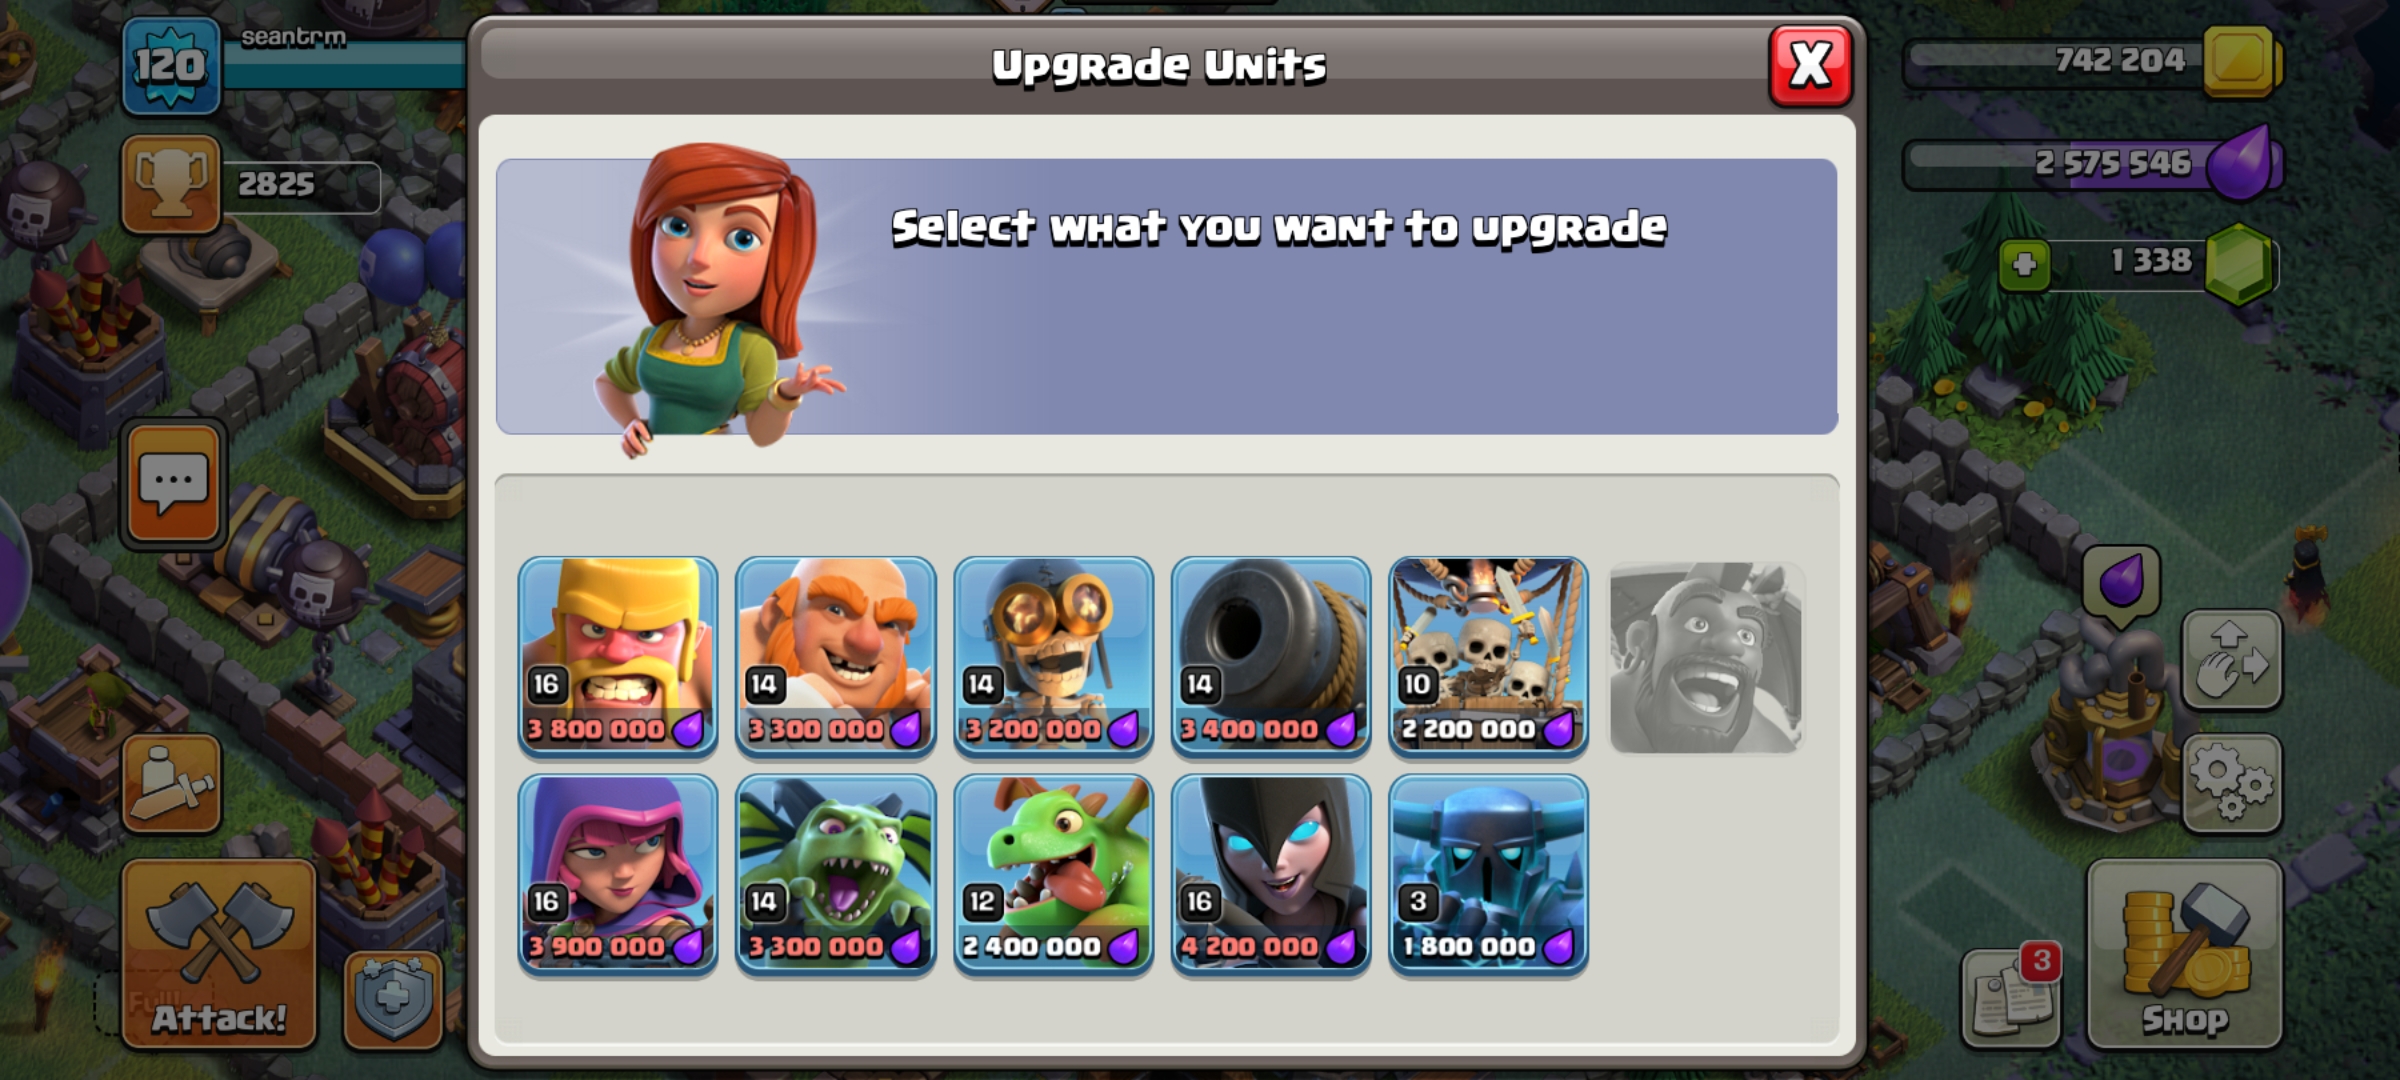 120
seantrm
Upgrade Units
X
742 204
2825
2 575 546
Select what you want to upgrade
1 338
16
14
14
14
10
3 800 000
3 300 000
3 200 000
3 400 000
2 200 000
16
14
12
16
3
3 900 000
3 300 000
2 400 000
4 200 000
1 800 000
3
Full!
Attack!
Shop